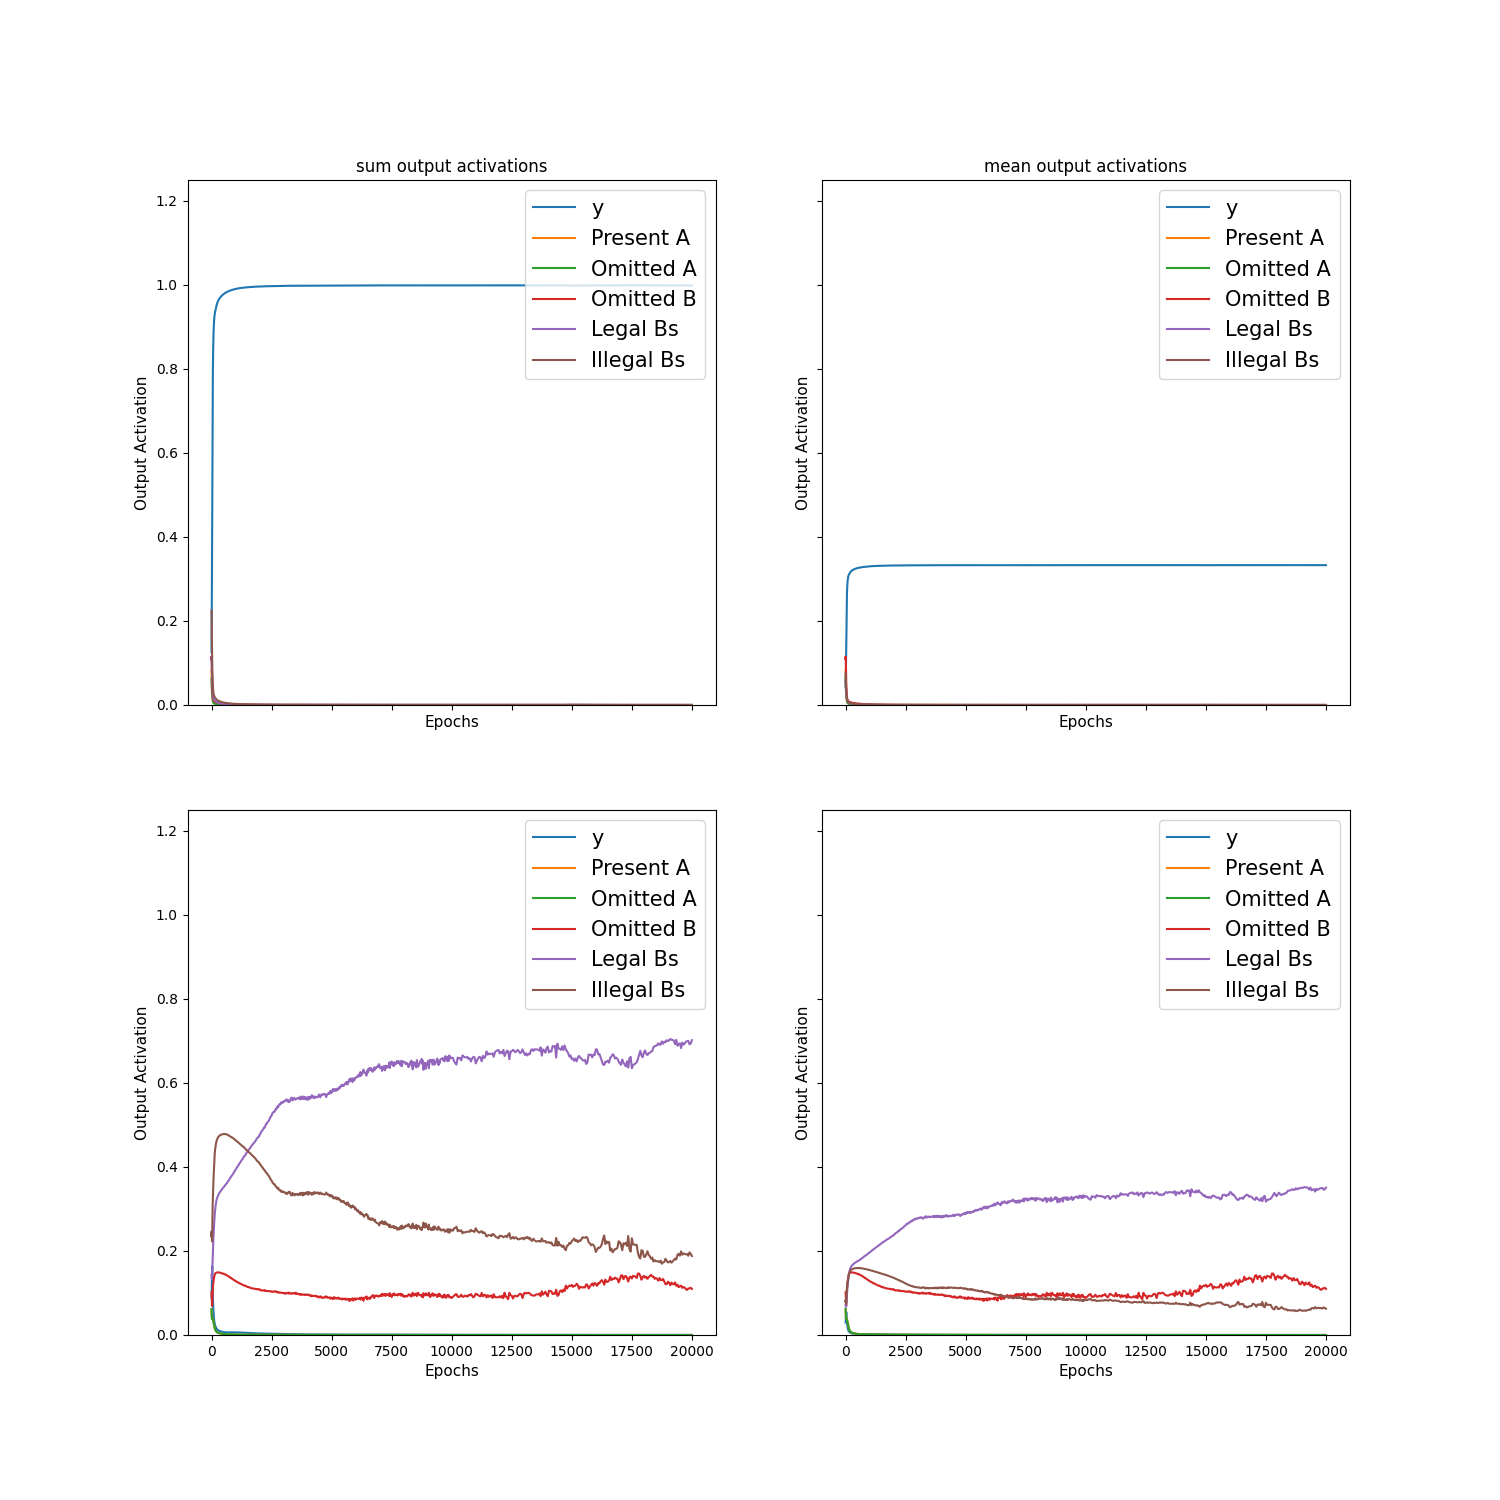 sum output activations
mean output activations
1.2
1.0
0.8
0.6
0.4
0.2
0.0
Output Activation
Epochs
y
Present A
Omitted A
Omitted B
Legal Bs
Illegal Bs
Output Activation
Epochs
y
Present A
Omitted A
Omitted B
Legal Bs
Illegal Bs
1.2
1.0
0.8
0.6
0.4
0.2
0.0
Output Activation
0 2500 5000 7500 10000 12500 15000 17500 20000
Epochs
y
Present A
Omitted A
Omitted B
Legal Bs
Illegal Bs
Output Activation
0 2500 5000 7500 10000 12500 15000 17500 20000
Epochs
y
Present A
Omitted A
Omitted B
Legal Bs
Illegal Bs